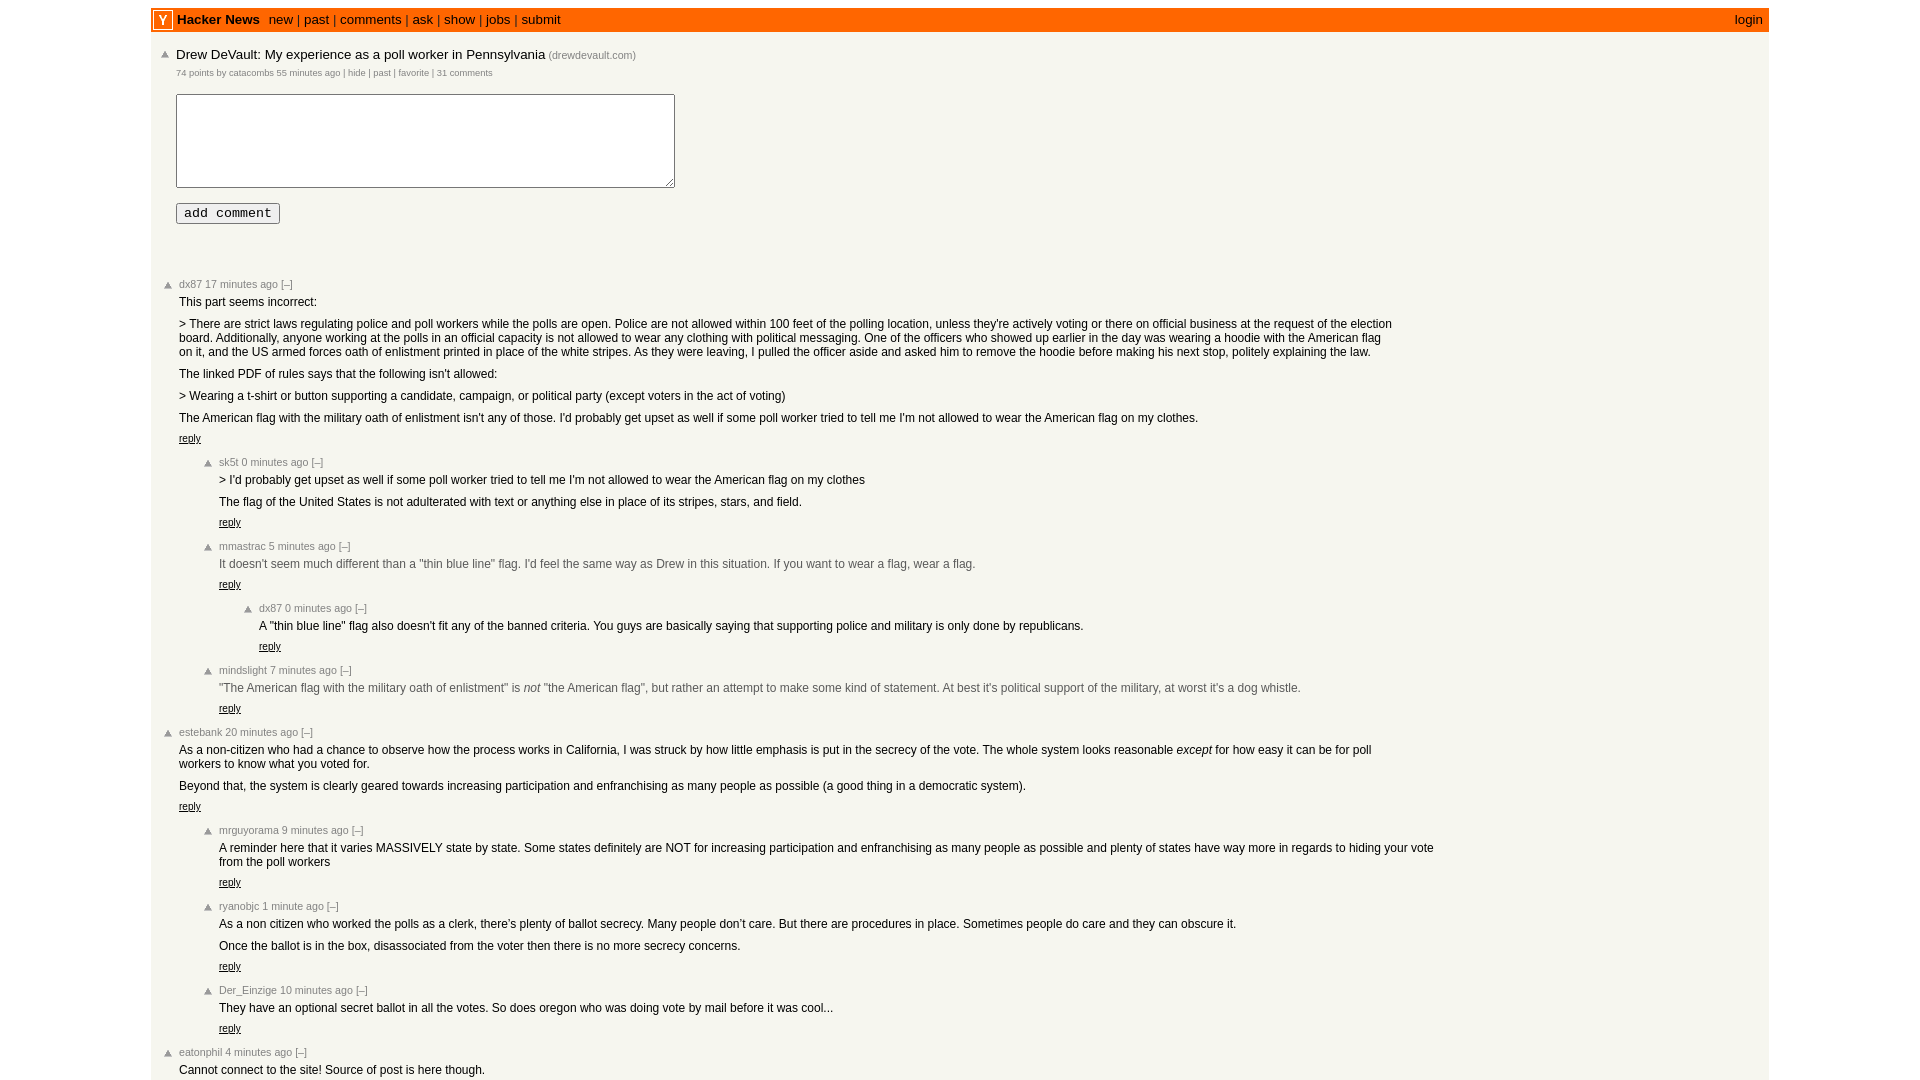 Y Hacker News new | past | comments | ask | show | jobs | submit login
Drew DeVault: My experience as a poll worker in Pennsylvania (drewdevault.com)
74 points by catacombs 55 minutes ago | hide | past | favorite | 31 comments
add comment
dx87 17 minutes ago [–]
This part seems incorrect:
> There are strict laws regulating police and poll workers while the polls are open. Police are not allowed within 100 feet of the polling location, unless they're actively voting or there on official business at the request of the election
board. Additionally, anyone working at the polls in an official capacity is not allowed to wear any clothing with political messaging. One of the officers who showed up earlier in the day was wearing a hoodie with the American flag
on it, and the US armed forces oath of enlistment printed in place of the white stripes. As they were leaving, I pulled the officer aside and asked him to remove the hoodie before making his next stop, politely explaining the law.
The linked PDF of rules says that the following isn't allowed:
> Wearing a t-shirt or button supporting a candidate, campaign, or political party (except voters in the act of voting)
The American flag with the military oath of enlistment isn't any of those. I'd probably get upset as well if some poll worker tried to tell me I'm not allowed to wear the American flag on my clothes.
reply
sk5t 0 minutes ago [–]
> I'd probably get upset as well if some poll worker tried to tell me I'm not allowed to wear the American flag on my clothes
The flag of the United States is not adulterated with text or anything else in place of its stripes, stars, and field.
reply
mmastrac 5 minutes ago [–]
It doesn't seem much different than a "thin blue line" flag. I'd feel the same way as Drew in this situation. If you want to wear a flag, wear a flag.
reply
dx87 0 minutes ago [–]
A "thin blue line" flag also doesn't fit any of the banned criteria. You guys are basically saying that supporting police and military is only done by republicans.
reply
mindslight 7 minutes ago [–]
"The American flag with the military oath of enlistment" is not "the American flag", but rather an attempt to make some kind of statement. At best it's political support of the military, at worst it's a dog whistle.
reply
estebank 20 minutes ago [–]
As a non-citizen who had a chance to observe how the process works in California, I was struck by how little emphasis is put in the secrecy of the vote. The whole system looks reasonable except for how easy it can be for poll
workers to know what you voted for.
Beyond that, the system is clearly geared towards increasing participation and enfranchising as many people as possible (a good thing in a democratic system).
reply
mrguyorama 9 minutes ago [–]
A reminder here that it varies MASSIVELY state by state. Some states definitely are NOT for increasing participation and enfranchising as many people as possible and plenty of states have way more in regards to hiding your vote
from the poll workers
reply
ryanobjc 1 minute ago [–]
As a non citizen who worked the polls as a clerk, there’s plenty of ballot secrecy. Many people don’t care. But there are procedures in place. Sometimes people do care and they can obscure it.
Once the ballot is in the box, disassociated from the voter then there is no more secrecy concerns.
reply
Der_Einzige 10 minutes ago [–]
They have an optional secret ballot in all the votes. So does oregon who was doing vote by mail before it was cool...
reply
eatonphil 4 minutes ago [–]
Cannot connect to the site! Source of post is here though.